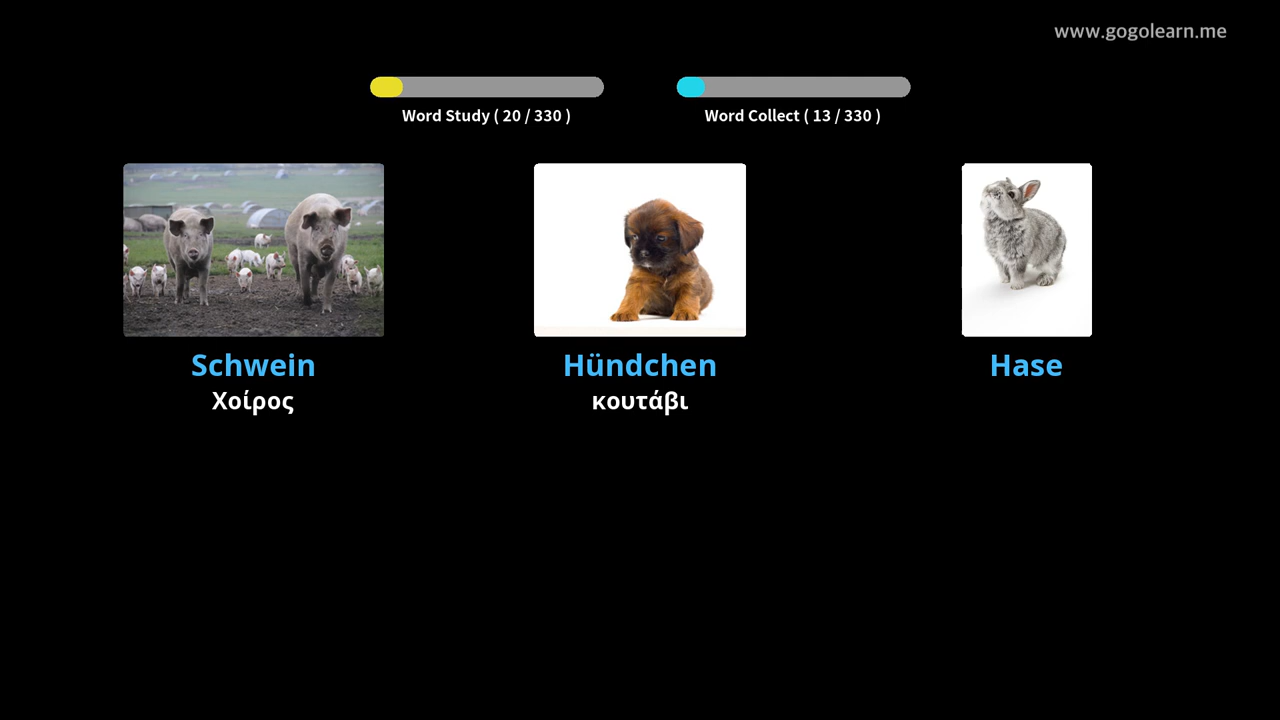 www.gogolearn.me
Word Study ( 20 / 330 )
Word Collect ( 13 / 330 )
Schwein
Hündchen
Hase
Χοίρος
κουτάβι